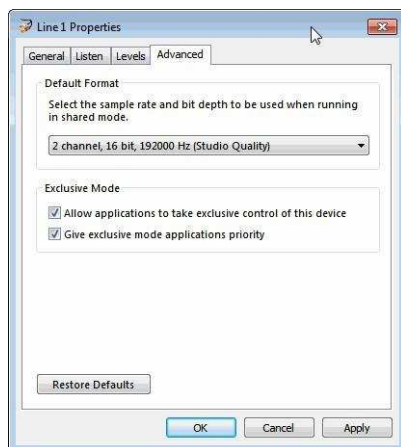 Line 1 Properties
General Listen Levels Advanced
Default Format
Select the sample rate and bit depth to be used when running
in shared mode.
2 channel, 16 bit, 192000 Hz (Studio Quality)
Exclusive Mode
Allow applications to take exclusive control of this device
Give exclusive mode applications priority
Restore Defaults
OK Cancel Apply